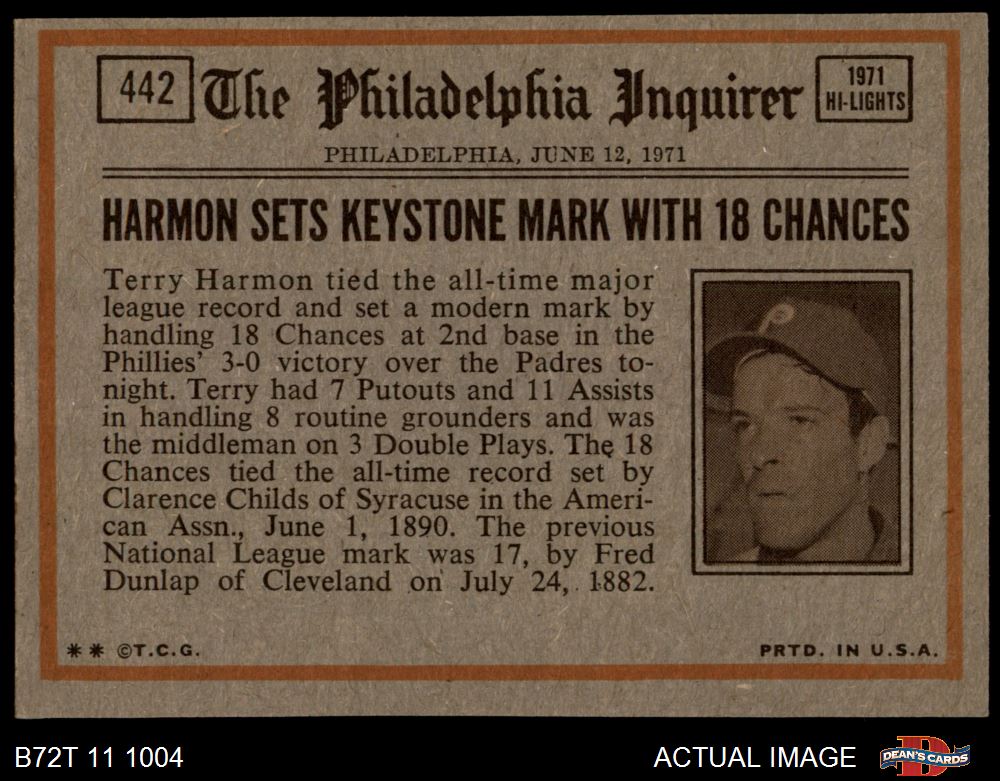 442
The Philadelphia Inquirer
1971
HI-LIGHTS
PHILADELPHIA, JUNE 12, 1971
HARMON SETS KEYSTONE MARK WITH 18 CHANCES
Terry Harmon tied the all-time major
league record and set a modern mark by
handling 18 Chances at 2nd base in the
Phillies' 3-0 victory over the Padres to-
night. Terry had 7 Putouts and 11 Assists
in handling 8 routine grounders and was
the middleman on 3 Double Plays. The 18
Chances tied the all-time record set by
Clarence Childs of Syracuse in the Ameri-
can Assn., June 1, 1890. The previous
National League mark was 17, by Fred
Dunlap of Cleveland on July 24, 1882.
P
** ©T.C.G.
PRTD. IN U.S.A.
B72T 11 1004
ACTUAL IMAGE
DEAN'S CARDS